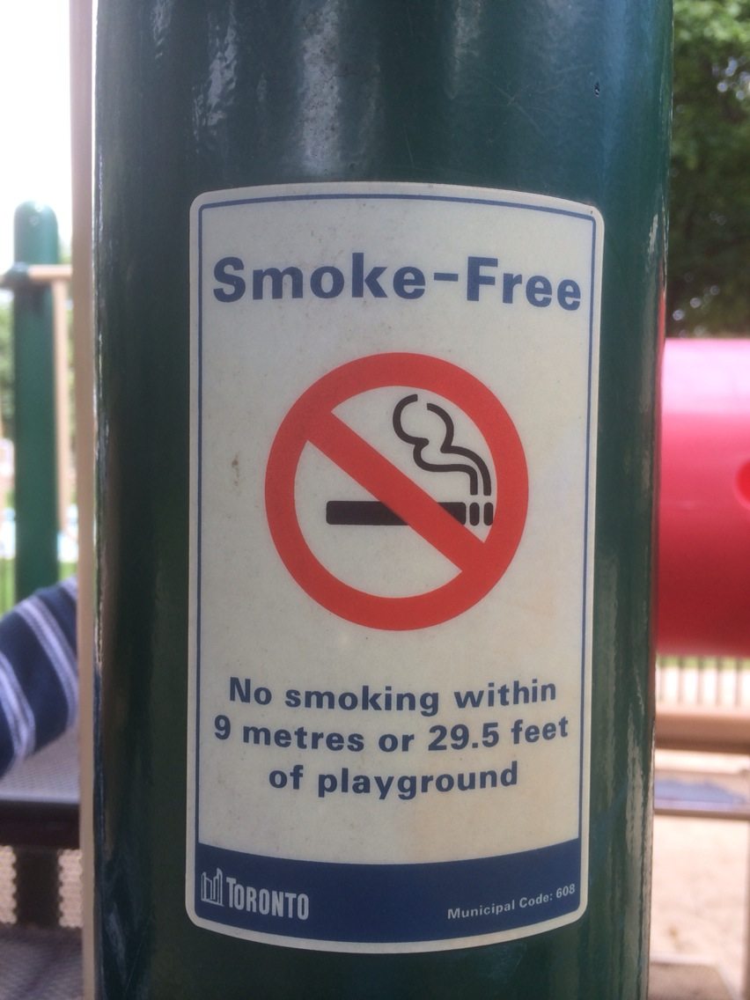 Smoke-Free
No smoking within
9 metres or 29.5 feet
of playground
TORONTO
Municipal Code: 608